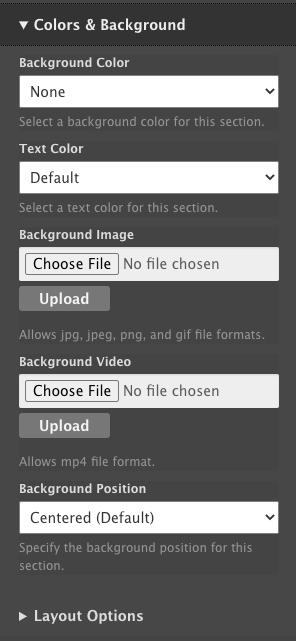 Colors & Background
Background Color
None
Select a background color for this section.
Text Color
Default
Select a text color for this section.
Background Image
Choose File No file chosen
Upload
Allows jpg, jpeg, png, and gif file formats.
Background Video
Choose File No file chosen
Upload
Allows mp4 file format.
Background Position
Centered (Default)
Specify the background position for this
section.
Layout Options